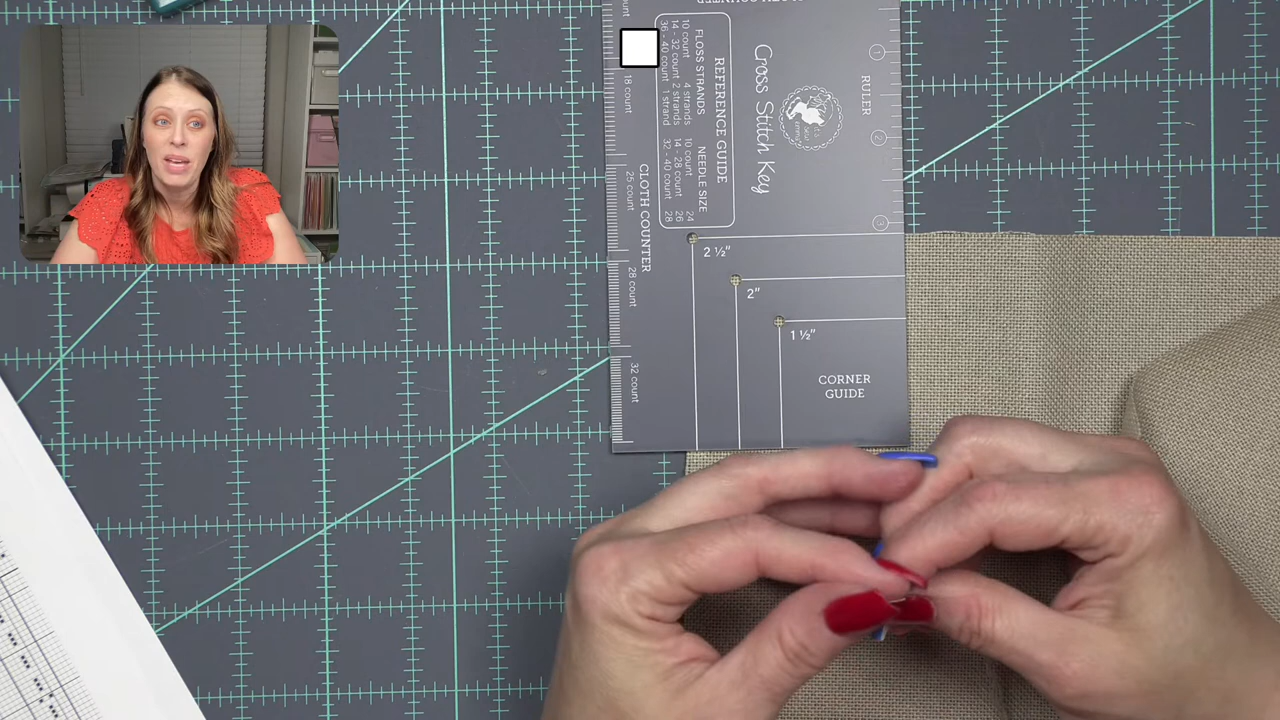 COUNTER
RULER
1
2
3
Cross Stitch Key
REFERENCE GUIDE
FLOSS STRANDS
10 count 4 strands
14 - 32 count 2 strands
36 - 40 count 1 strand
NEEDLE SIZE
10 count 24
14 - 28 count 26
32 - 40 count 28
CLOTH COUNTER
18 count
25 count
28 count
32 count
2 ½"
2"
1 ½"
CORNER
GUIDE